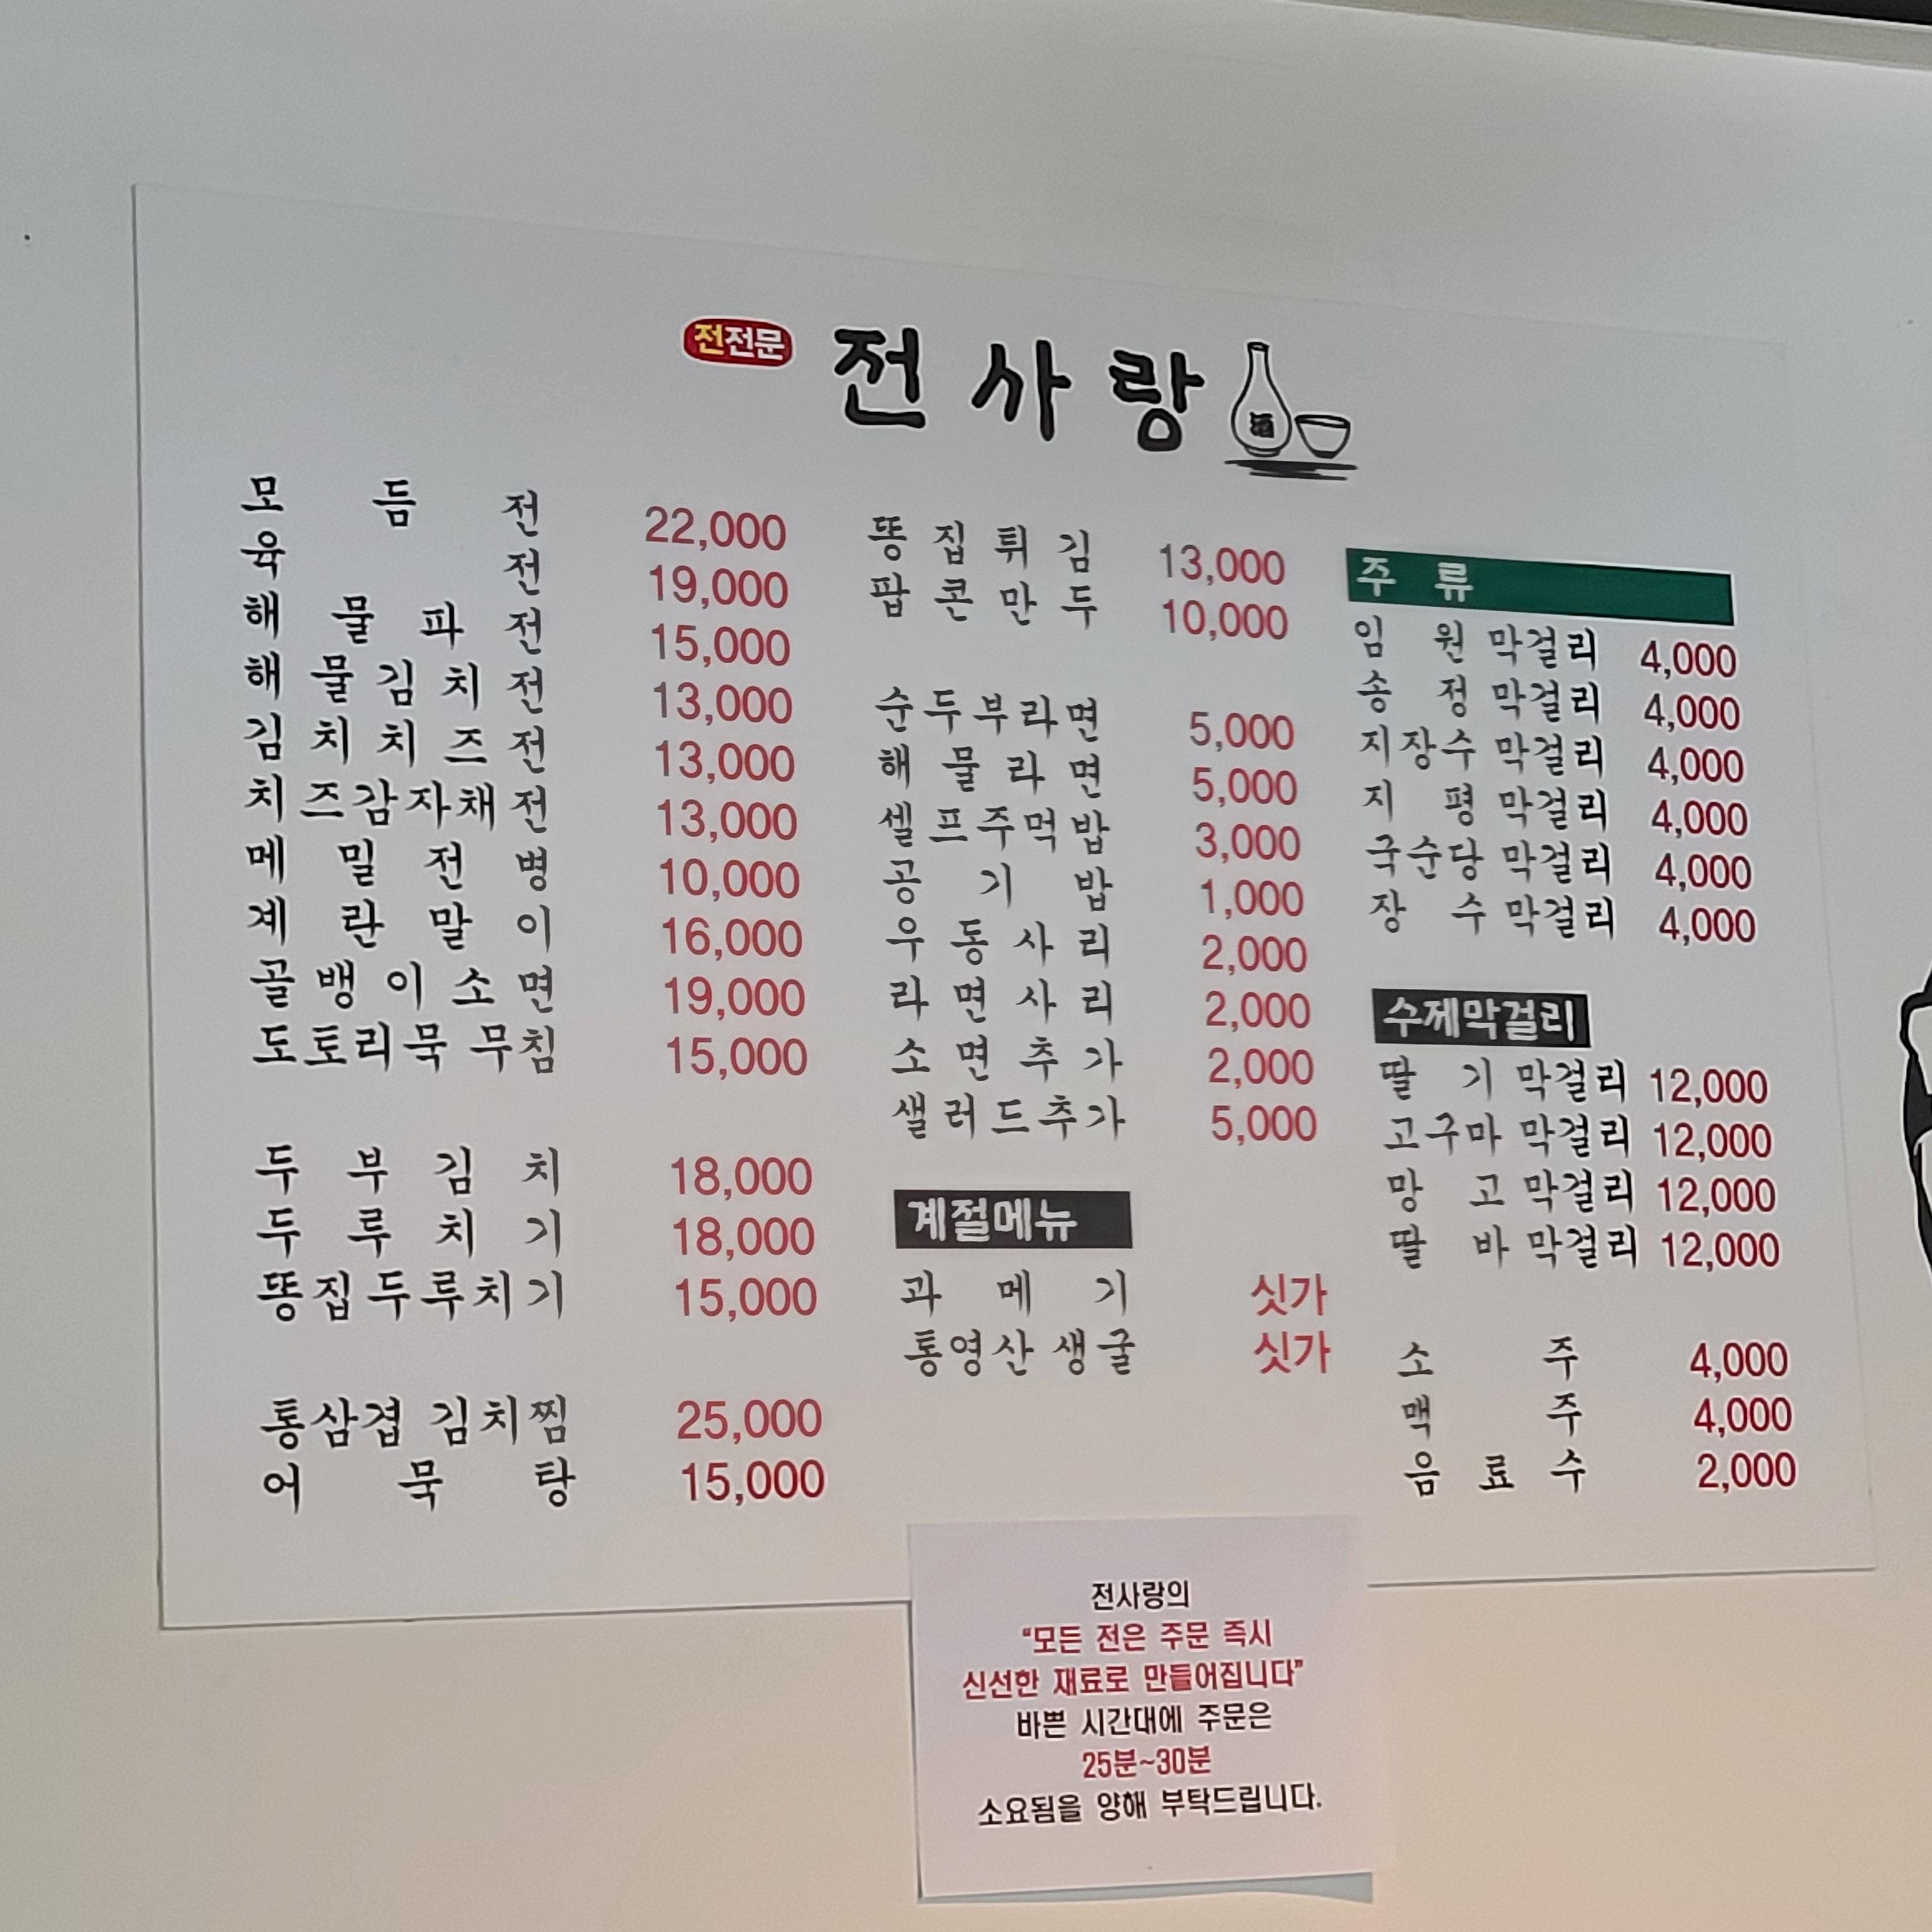 전전문
전사랑
모듬전 22,000
육전 19,000
해물파전 15,000
해물김치전 13,000
김치치즈전 13,000
치즈감자채전 13,000
메밀전병 10,000
계란말이 16,000
골뱅이소면 19,000
도토리묵 무침 15,000
두부김치 18,000
두루치기 18,000
똥집두루치기 15,000
통삼겹 김치찜 25,000
어묵탕 15,000
똥집튀김 13,000
팝콘만두 10,000
순두부라면 5,000
해물라면 5,000
셀프주먹밥 3,000
공기밥 1,000
우동사리 2,000
라면사리 2,000
소면추가 2,000
샐러드추가 5,000
계절메뉴
과메기 싯가
통영산 생굴 싯가
주류
임원 막걸리 4,000
송정 막걸리 4,000
지장수 막걸리 4,000
지평 막걸리 4,000
국순당 막걸리 4,000
장수 막걸리 4,000
수제막걸리
딸기 막걸리 12,000
고구마 막걸리 12,000
망고 막걸리 12,000
딸바 막걸리 12,000
소주 4,000
맥주 4,000
음료수 2,000
전사랑의
“모든 전은 주문 즉시
신선한 재료로 만들어집니다”
바쁜 시간대에 주문은
25분~30분
소요됨을 양해 부탁드립니다.